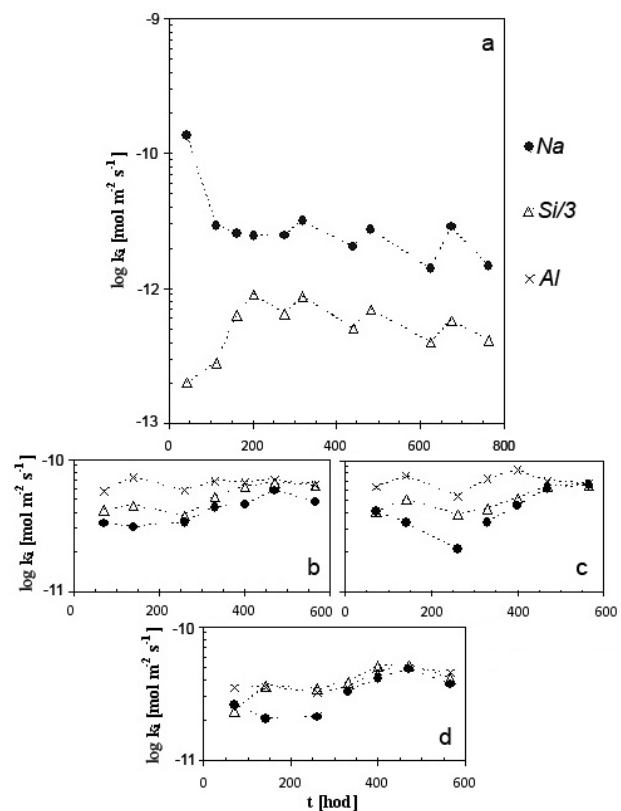 -9
a
-10
-12
-13
log kᵢ [mol m⁻² s⁻¹]
0 200 400 600 800
Na
Si/3
Al
-10
-11
log kᵢ [mol m⁻² s⁻¹]
b
0 200 400 600
c
0 200 400 600
-10
-11
log kᵢ [mol m⁻² s⁻¹]
d
0 200 400 600
t [hod]